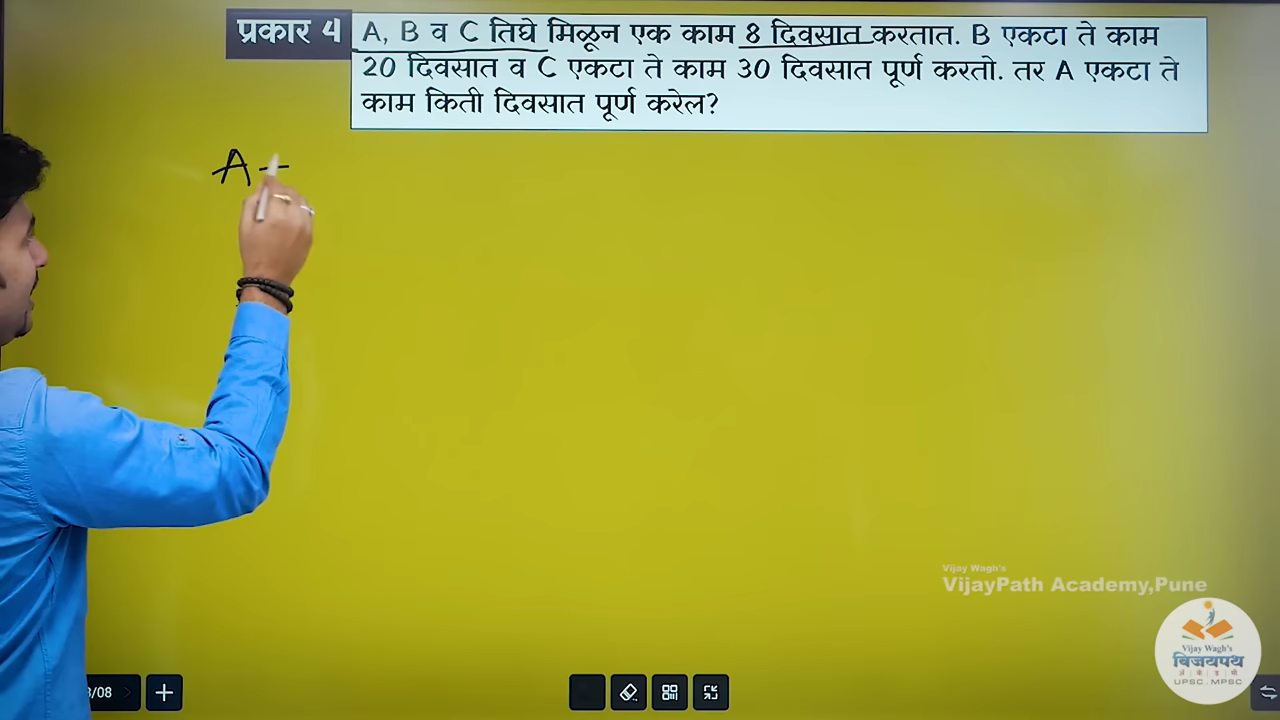 प्रकार 4
A, B व C तिघे मिळून एक काम 8 दिवसात करतात. B एकटा ते काम
20 दिवसात व C एकटा ते काम 30 दिवसात पूर्ण करतो. तर A एकटा ते
काम किती दिवसात पूर्ण करेल?
A +
Vijay Wagh's
VijayPath Academy,Pune
Vijay Wagh's
विजयपथ
UPSC.MPSC
3/08